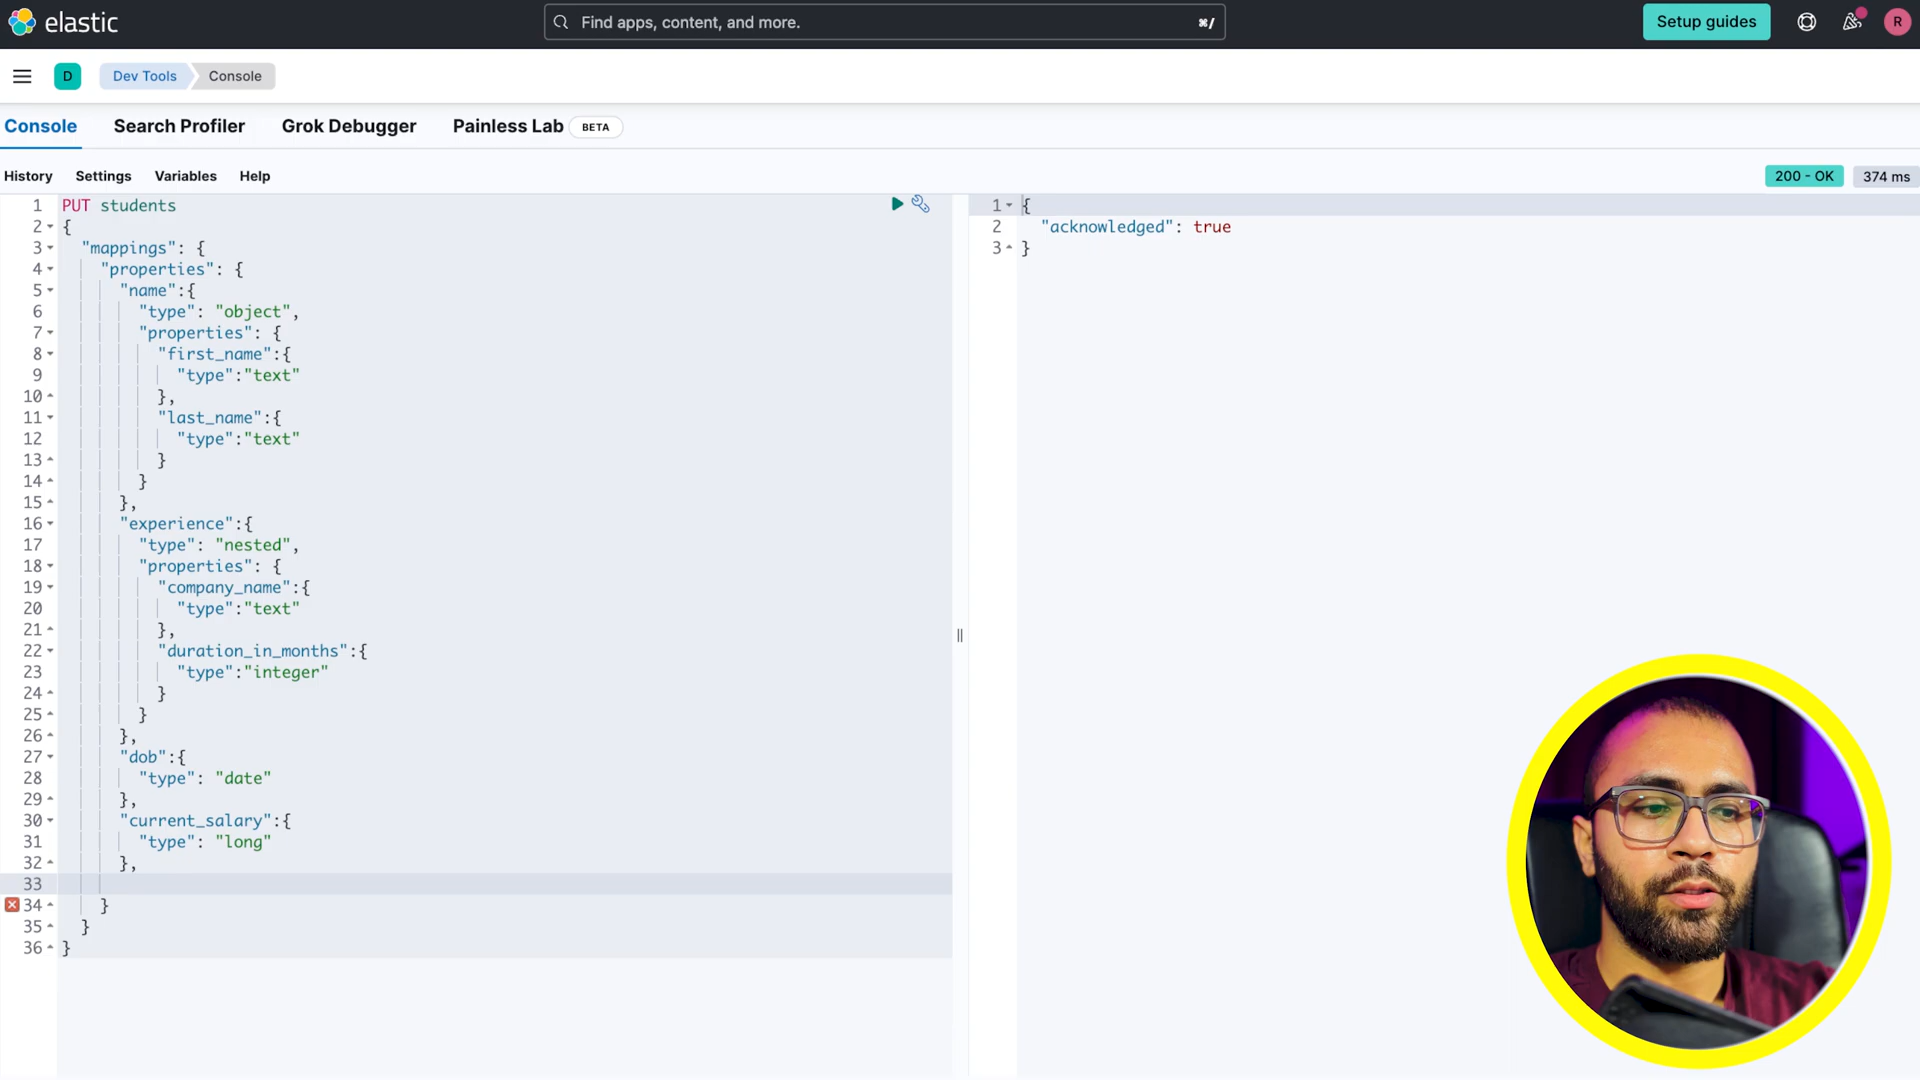 elastic
Find apps, content, and more.
⌘/
Setup guides
R
D
Dev Tools
Console
Console
Search Profiler
Grok Debugger
Painless Lab
BETA
History
Settings
Variables
Help
200 - OK
374 ms
1 PUT students
2 {
3 "mappings": {
4 "properties": {
5 "name":{
6 "type": "object",
7 "properties": {
8 "first_name":{
9 "type":"text"
10 },
11 "last_name":{
12 "type":"text"
13 }
14 }
15 },
16 "experience":{
17 "type": "nested",
18 "properties": {
19 "company_name":{
20 "type":"text"
21 },
22 "duration_in_months":{
23 "type":"integer"
24 }
25 }
26 },
27 "dob":{
28 "type": "date"
29 },
30 "current_salary":{
31 "type": "long"
32 },
33
34 }
35 }
36 }
1 {
2 "acknowledged": true
3 }